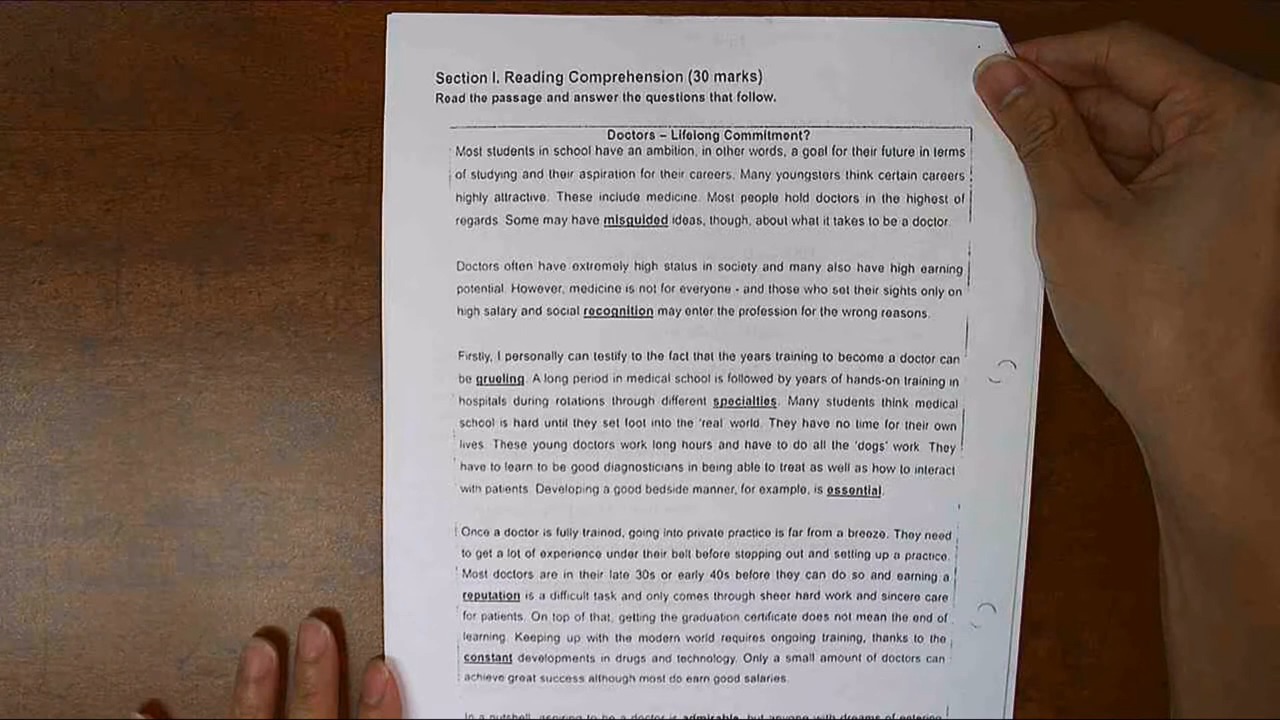 Section I. Reading Comprehension (30 marks)
Read the passage and answer the questions that follow.
Doctors – Lifelong Commitment?
Most students in school have an ambition, in other words, a goal for their future in terms
of studying and their aspiration for their careers. Many youngsters think certain careers
highly attractive. These include medicine. Most people hold doctors in the highest of
regards. Some may have misguided ideas, though, about what it takes to be a doctor.
Doctors often have extremely high status in society and many also have high earning
potential. However, medicine is not for everyone - and those who set their sights only on
high salary and social recognition may enter the profession for the wrong reasons.
Firstly, I personally can testify to the fact that the years training to become a doctor can
be grueling. A long period in medical school is followed by years of hands-on training in
hospitals during rotations through different specialties. Many students think medical
school is hard until they set foot into the 'real' world. They have no time for their own
lives. These young doctors work long hours and have to do all the 'dogs' work. They
have to learn to be good diagnosticians in being able to treat as well as how to interact
with patients. Developing a good bedside manner, for example, is essential.
Once a doctor is fully trained, going into private practice is far from a breeze. They need
to get a lot of experience under their belt before stepping out and setting up a practice.
Most doctors are in their late 30s or early 40s before they can do so and earning a
reputation is a difficult task and only comes through sheer hard work and sincere care
for patients. On top of that, getting the graduation certificate does not mean the end of
learning. Keeping up with the modern world requires ongoing training, thanks to the
constant developments in drugs and technology. Only a small amount of doctors can
achieve great success although most do earn good salaries.
In a nutshell, aspiring to be a doctor is admirable, but anyone with dreams of entering